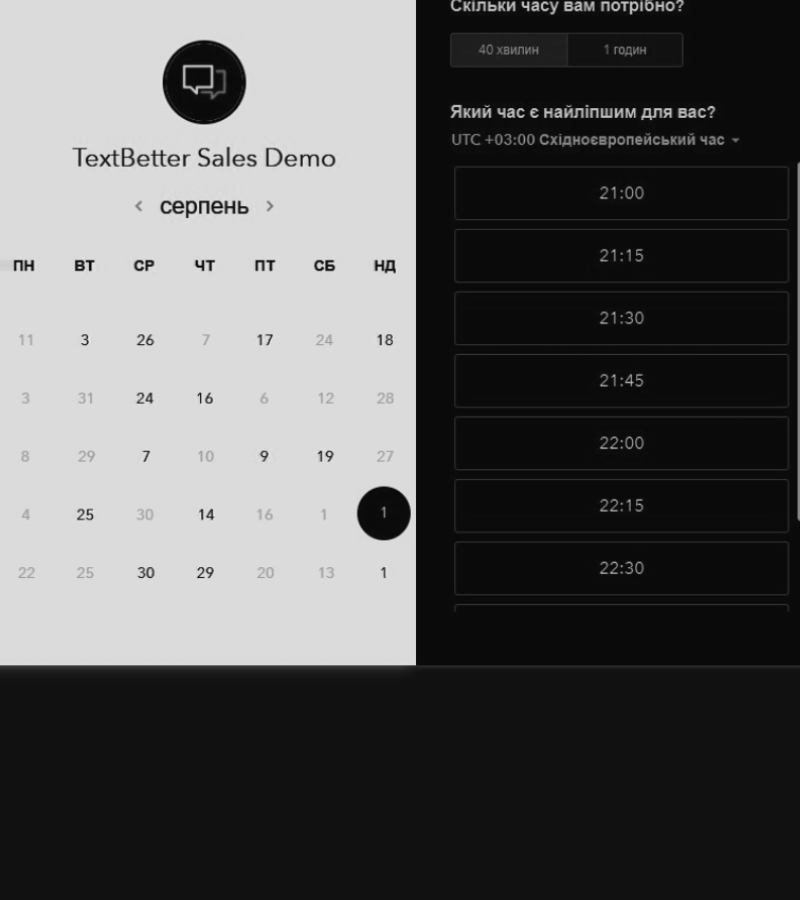 TextBetter Sales Demo
серпень
ПН ВТ СР ЧТ ПТ СБ НД
11 3 26 7 17 24 18
3 31 24 16 6 12 28
8 29 7 10 9 19 27
4 25 30 14 16 1 1
22 25 30 29 20 13 1
Скільки часу вам потрібно?
40 хвилин 1 годин
Який час є найліпшим для вас?
UTC +03:00 Східноєвропейський час
21:00
21:15
21:30
21:45
22:00
22:15
22:30